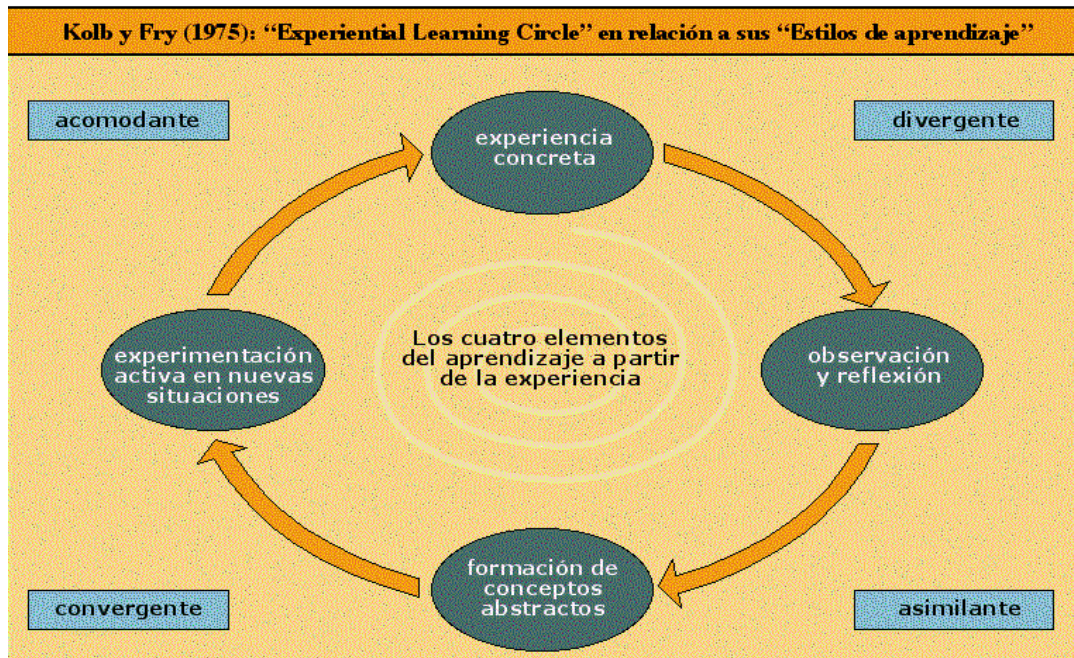 Kolb y Fry (1975): “Experiential Learning Circle” en relación a sus “Estilos de aprendizaje”
acomodante
divergente
experiencia
concreta
observación
y reflexión
Los cuatro elementos
del aprendizaje a partir
de la experiencia
experimentación
activa en nuevas
situaciones
formación de
conceptos
abstractos
convergente
asimilante